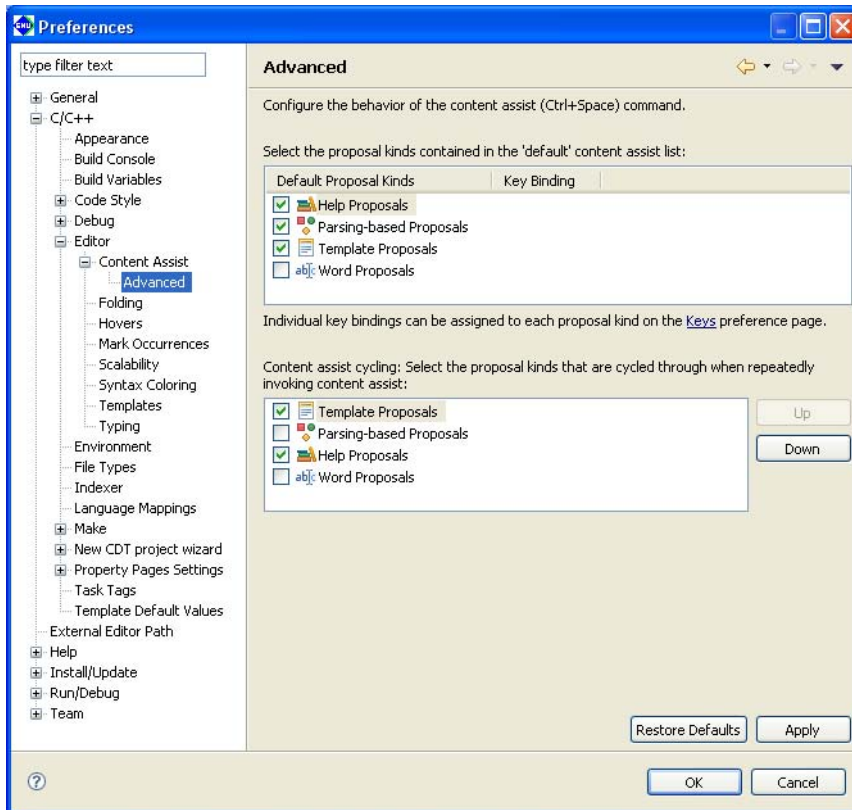 Preferences
type filter text
General
C/C++
Appearance
Build Console
Build Variables
Code Style
Debug
Editor
Content Assist
Advanced
Folding
Hovers
Mark Occurrences
Scalability
Syntax Coloring
Templates
Typing
Environment
File Types
Indexer
Language Mappings
Make
New CDT project wizard
Property Pages Settings
Task Tags
Template Default Values
External Editor Path
Help
Install/Update
Run/Debug
Team
Advanced
Configure the behavior of the content assist (Ctrl+Space) command.
Select the proposal kinds contained in the 'default' content assist list:
Default Proposal Kinds Key Binding
Help Proposals
Parsing-based Proposals
Template Proposals
Word Proposals
Individual key bindings can be assigned to each proposal kind on the Keys preference page.
Content assist cycling: Select the proposal kinds that are cycled through when repeatedly
invoking content assist:
Template Proposals
Parsing-based Proposals
Help Proposals
Word Proposals
Up
Down
Restore Defaults Apply
OK Cancel